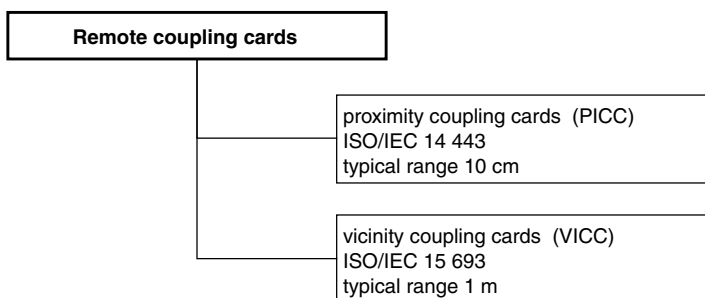 Remote coupling cards
proximity coupling cards (PICC)
ISO/IEC 14 443
typical range 10 cm
vicinity coupling cards (VICC)
ISO/IEC 15 693
typical range 1 m